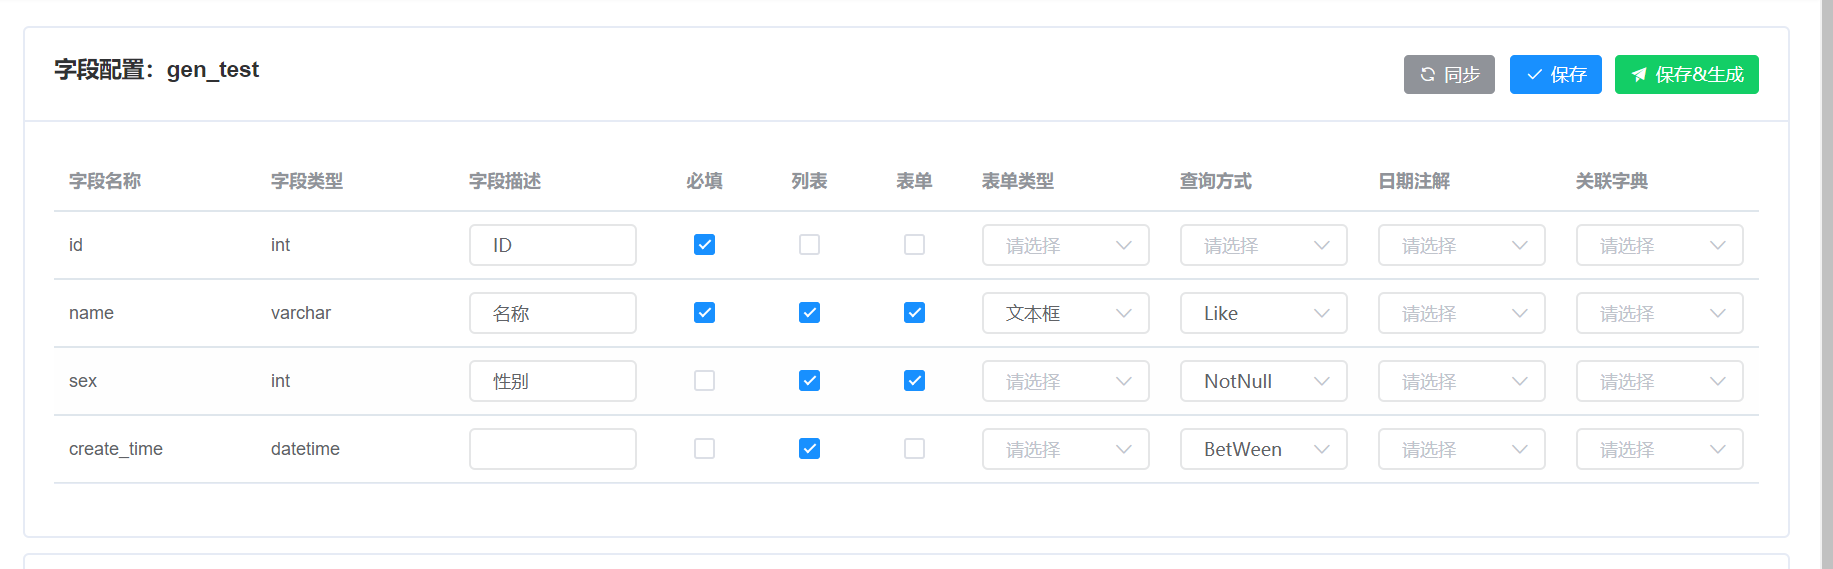 字段配置：gen_test
同步 保存 保存&生成
字段名称 字段类型 字段描述 必填 列表 表单 表单类型 查询方式 日期注解 关联字典
id int ID 请选择 请选择 请选择 请选择
name varchar 名称 文本框 Like 请选择 请选择
sex int 性别 请选择 NotNull 请选择 请选择
create_time datetime 请选择 BetWeen 请选择 请选择